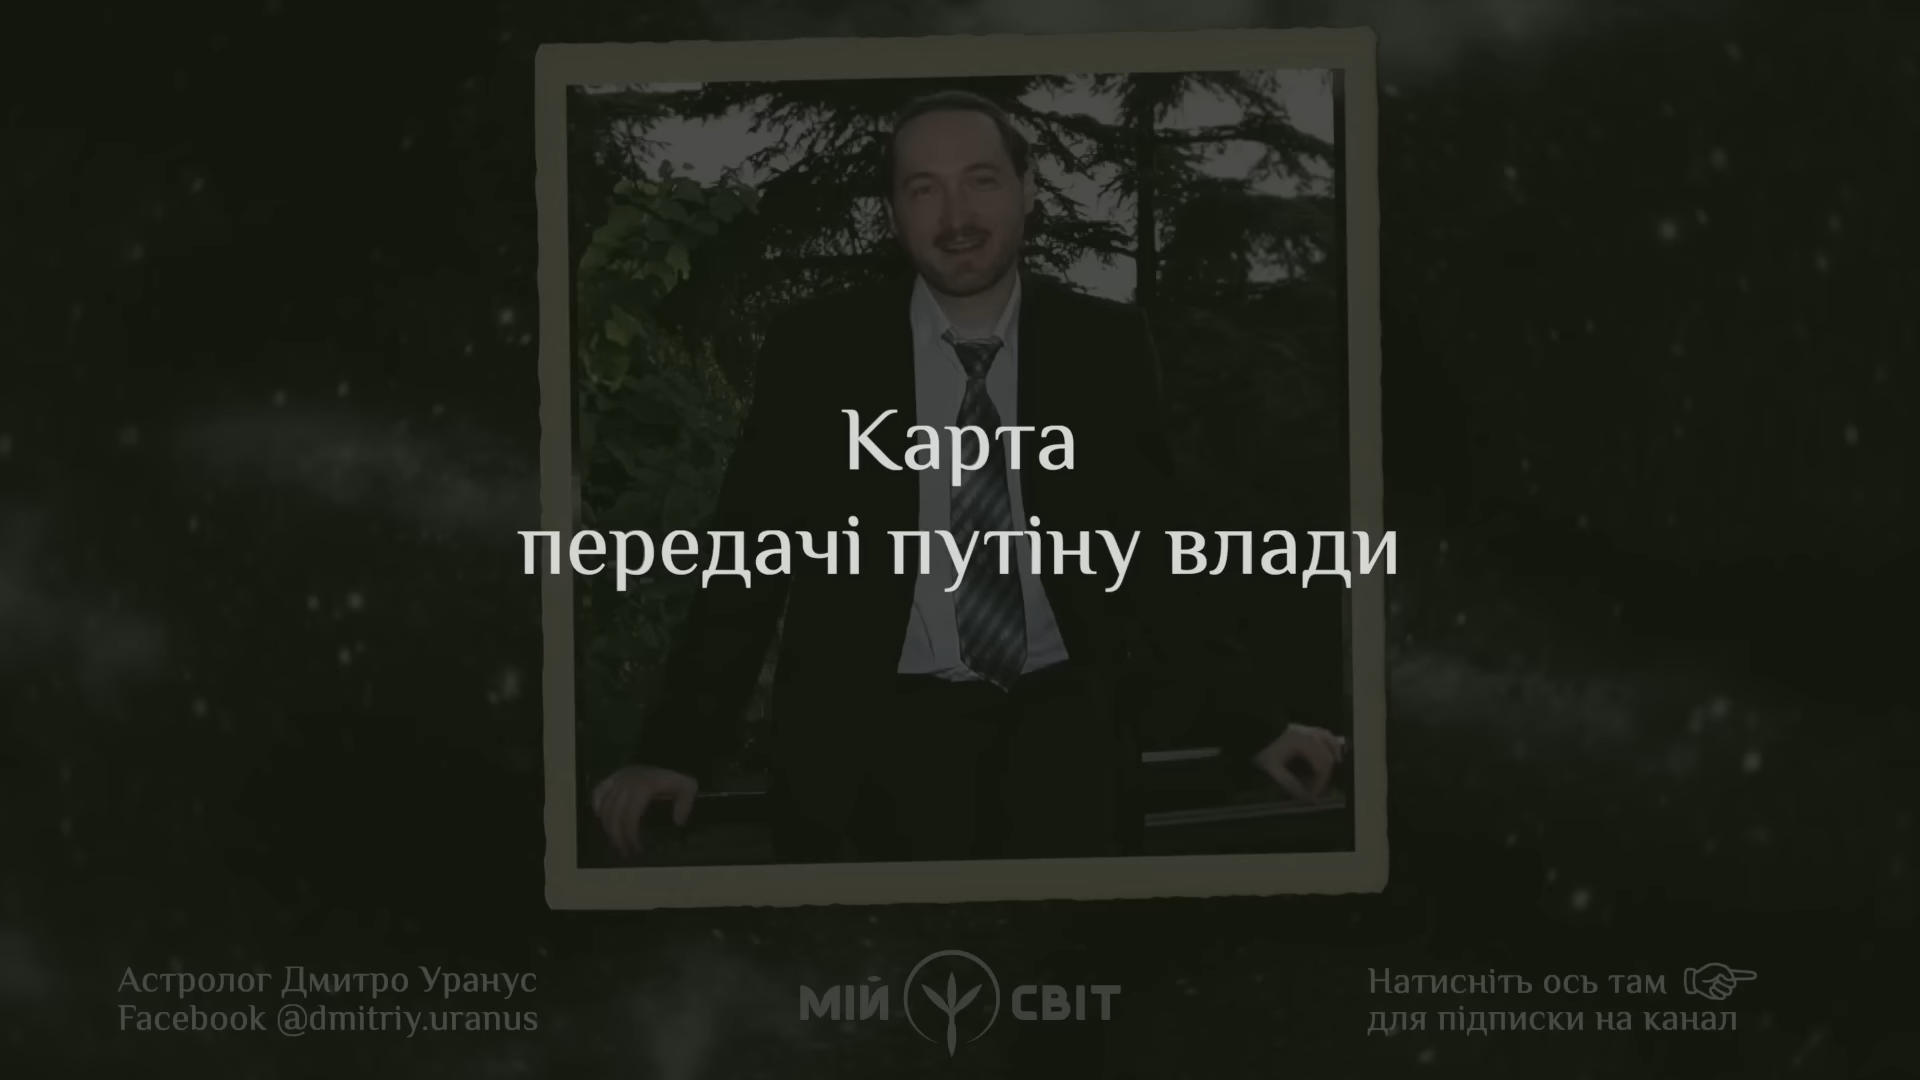 Карта
передачі путіну влади
Астролог Дмитро Уранус
Facebook @dmitriy.uranus
МІЙ СВІТ
Натисніть ось там
для підписки на канал